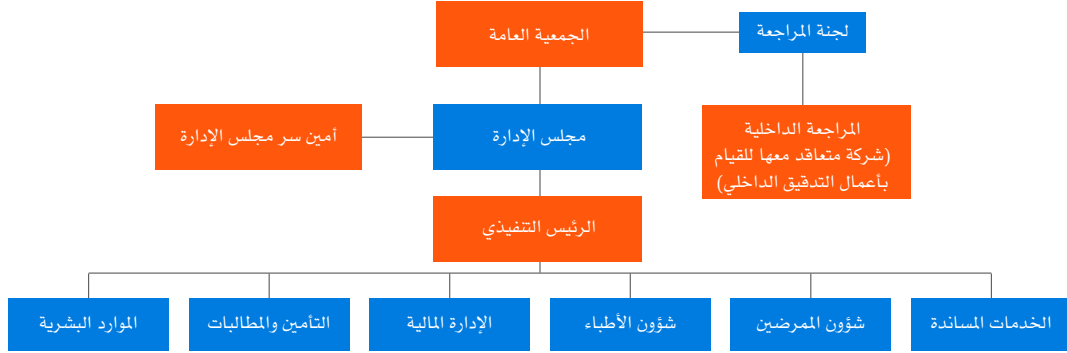 لجنة المراجعة
الجمعية العامة
المراجعة الداخلية
(شركة متعاقد معها للقيام
بأعمال التدقيق الداخلي)
مجلس الإدارة
أمين سر مجلس الإدارة
الرئيس التنفيذي
الخدمات المساندة
شؤون الممرضين
شؤون الأطباء
الإدارة المالية
التأمين والمطالبات
الموارد البشرية